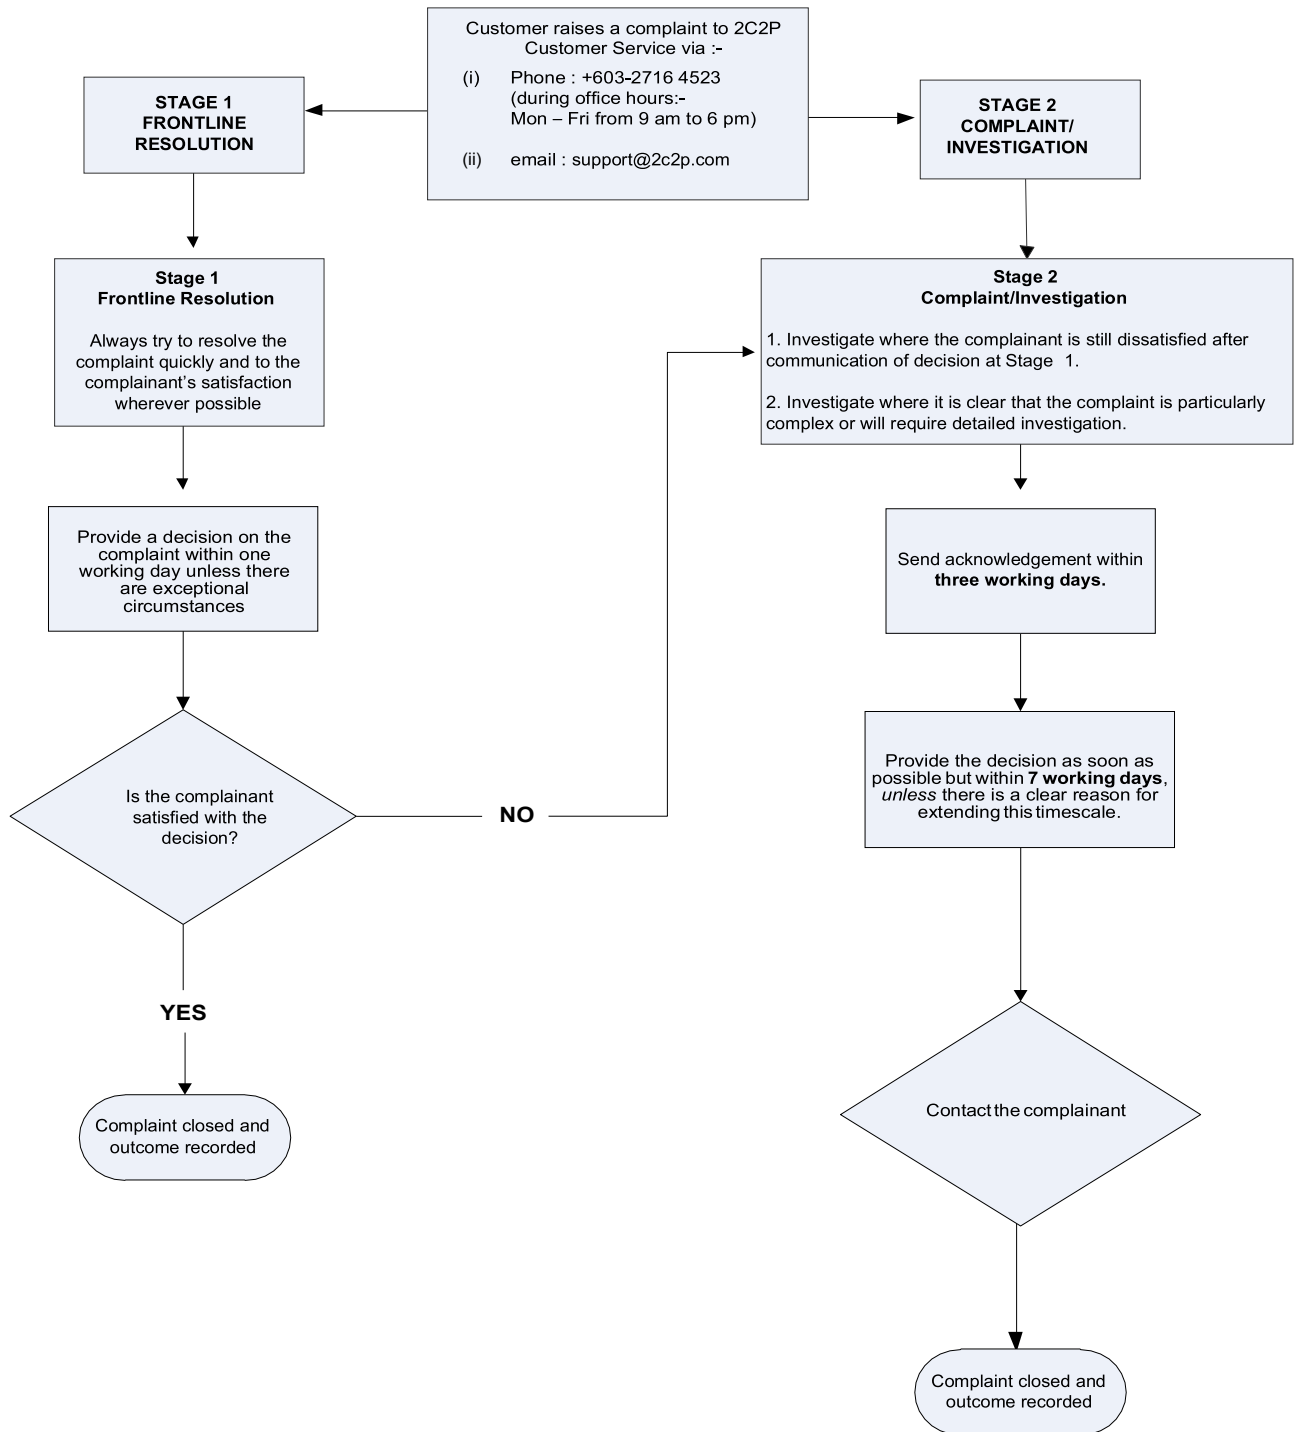 Customer raises a complaint to 2C2P
Customer Service via :-
(i) Phone : +603-2716 4523
(during office hours:-
Mon – Fri from 9 am to 6 pm)
(ii) email : support@2c2p.com
STAGE 1
FRONTLINE
RESOLUTION
STAGE 2
COMPLAINT/
INVESTIGATION
Stage 1
Frontline Resolution
Always try to resolve the
complaint quickly and to the
complainant’s satisfaction
wherever possible
Stage 2
Complaint/Investigation
1. Investigate where the complainant is still dissatisfied after
communication of decision at Stage 1.
2. Investigate where it is clear that the complaint is particularly
complex or will require detailed investigation.
Provide a decision on the
complaint within one
working day unless there
are exceptional
circumstances
Send acknowledgement within
three working days.
Is the complainant
satisfied with the
decision?
NO
Provide the decision as soon as
possible but within 7 working days,
unless there is a clear reason for
extending this timescale.
YES
Complaint closed and
outcome recorded
Contact the complainant
Complaint closed and
outcome recorded